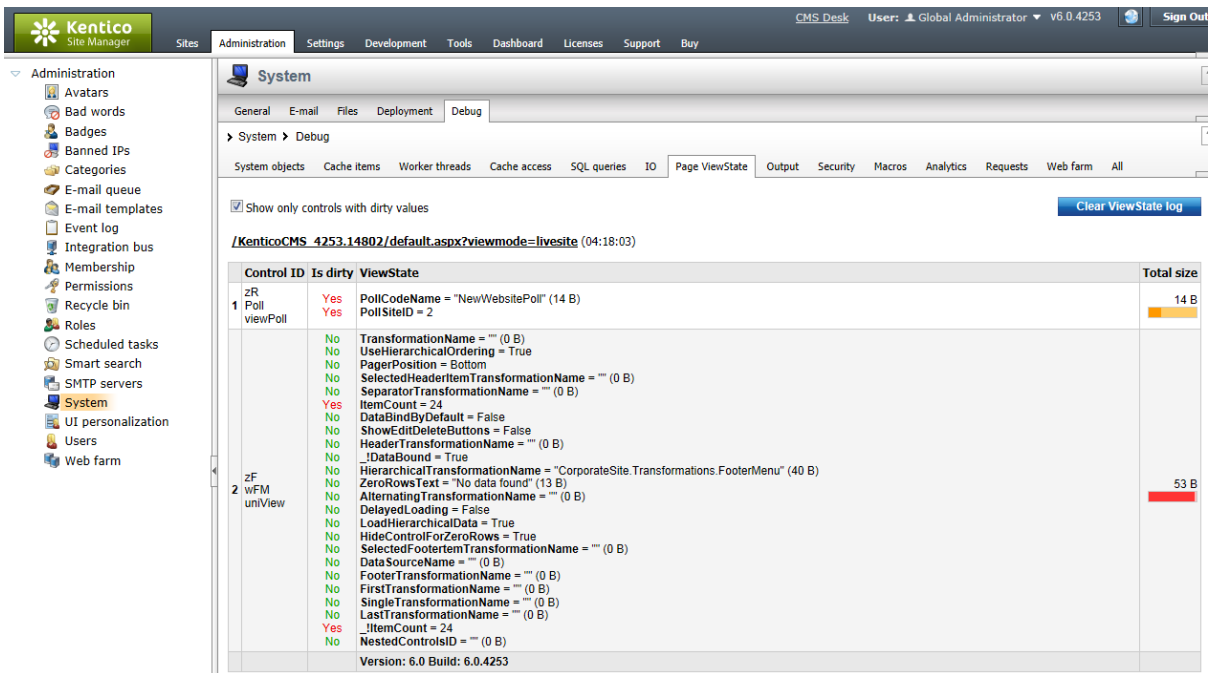 CMS Desk User: Global Administrator v6.0.4253 Sign Out
Kentico
Site Manager
Sites Administration Settings Development Tools Dashboard Licenses Support Buy
Administration
Avatars
Bad words
Badges
Banned IPs
Categories
E-mail queue
E-mail templates
Event log
Integration bus
Membership
Permissions
Recycle bin
Roles
Scheduled tasks
Smart search
SMTP servers
System
UI personalization
Users
Web farm
System
General E-mail Files Deployment Debug
System > Debug
System objects Cache items Worker threads Cache access SQL queries IO Page ViewState Output Security Macros Analytics Requests Web farm All
Show only controls with dirty values
Clear ViewState log
/KenticoCMS_4253.14802/default.aspx?viewmode=livesite (04:18:03)
Control ID Is dirty ViewState Total size
1
zR
Poll
viewPoll
Yes PollCodeName = "NewWebsitePoll" (14 B)
Yes PollSiteID = 2
14 B
2
zF
wFM
uniView
No TransformationName = "" (0 B)
No UseHierarchicalOrdering = True
No PagerPosition = Bottom
No SelectedHeaderItemTransformationName = "" (0 B)
No SeparatorTransformationName = "" (0 B)
Yes ItemCount = 24
No DataBindByDefault = False
No ShowEditDeleteButtons = False
No HeaderTransformationName = "" (0 B)
No _!DataBound = True
No HierarchicalTransformationName = "CorporateSite.Transformations.FooterMenu" (40 B)
No ZeroRowsText = "No data found" (13 B)
No AlternatingTransformationName = "" (0 B)
No DelayedLoading = False
No LoadHierarchicalData = True
No HideControlForZeroRows = True
No SelectedFootertemTransformationName = "" (0 B)
No DataSourceName = "" (0 B)
No FooterTransformationName = "" (0 B)
No FirstTransformationName = "" (0 B)
No SingleTransformationName = "" (0 B)
No LastTransformationName = "" (0 B)
Yes _!ItemCount = 24
No NestedControlsID = "" (0 B)
53 B
Version: 6.0 Build: 6.0.4253